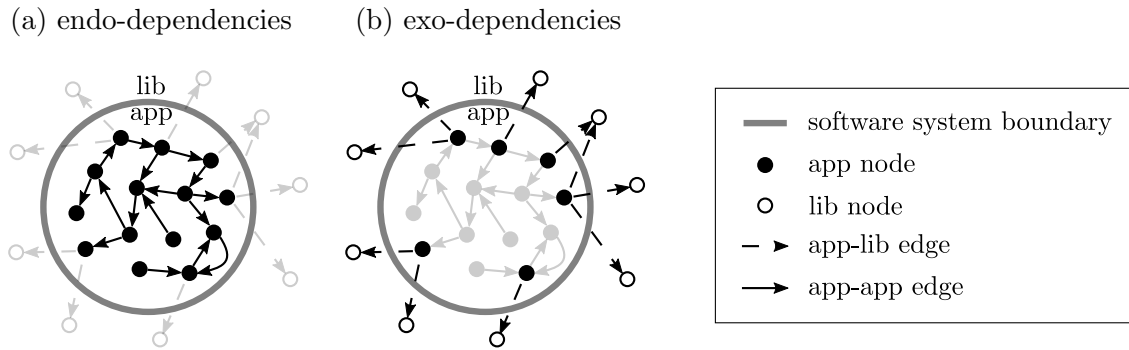 (a) endo-dependencies
(b) exo-dependencies
lib
app
lib
app
software system boundary
app node
lib node
app-lib edge
app-app edge